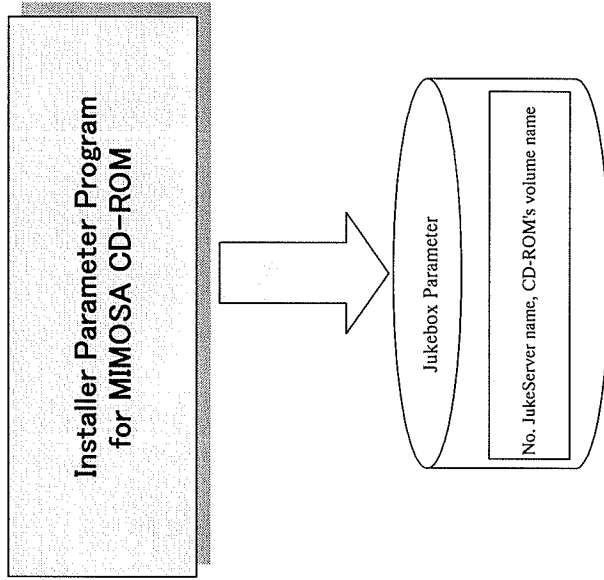 Installer Parameter Program
for MIMOSA CD-ROM
Jukebox Parameter
No. JukeServer name, CD-ROM's volume name